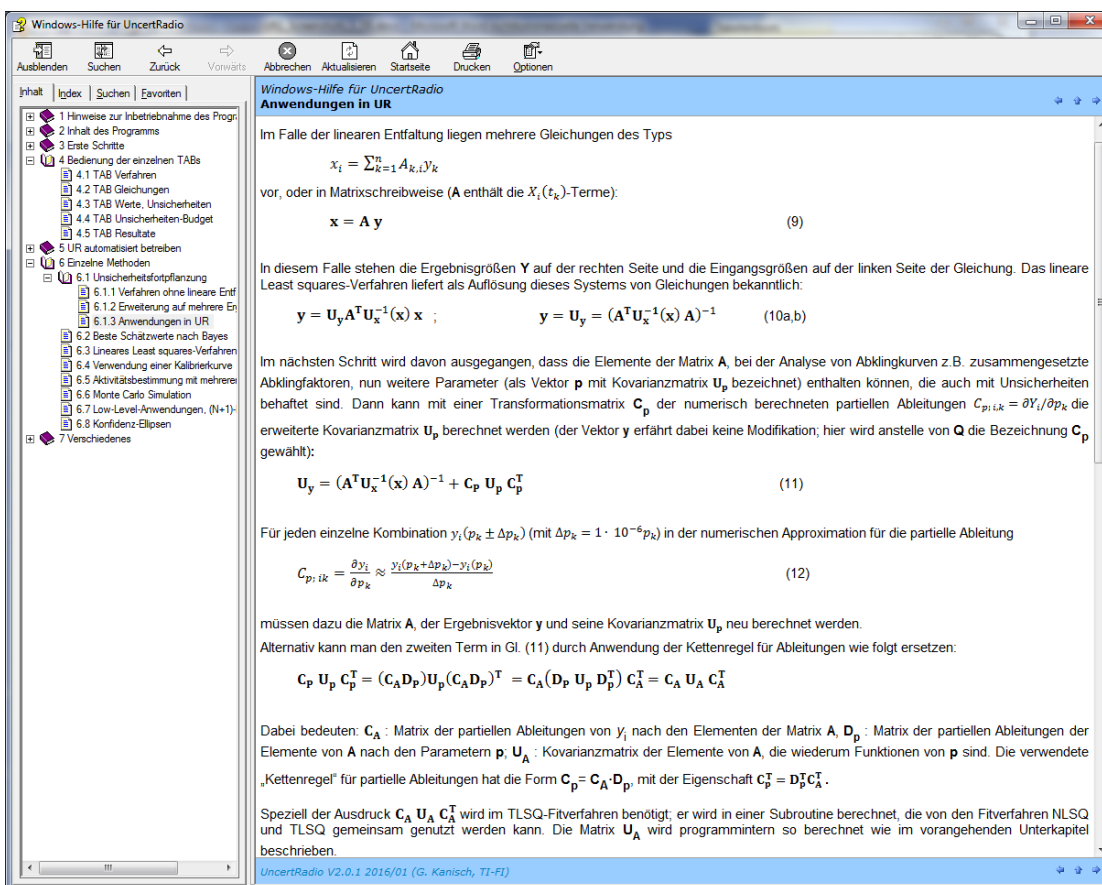 Windows-Hilfe für UncertRadio
Ausblenden Suchen Zurück Vorwärts Abbrechen Aktualisieren Startseite Drucken Optionen
Inhalt Index Suchen Favoriten
1 Hinweise zur Inbetriebnahme des Progr
2 Inhalt des Programms
3 Erste Schritte
4 Bedienung der einzelnen TABs
4.1 TAB Verfahren
4.2 TAB Gleichungen
4.3 TAB Werte, Unsicherheiten
4.4 TAB Unsicherheiten-Budget
4.5 TAB Resultate
5 UR automatisiert betreiben
6 Einzelne Methoden
6.1 Unsicherheitsfortpflanzung
6.1.1 Verfahren ohne lineare Entf
6.1.2 Erweiterung auf mehrere Er
6.1.3 Anwendungen in UR
6.2 Beste Schätzwerte nach Bayes
6.3 Lineares Least squares-Verfahren
6.4 Verwendung einer Kalibrierkurve
6.5 Aktivitätsbestimmung mit mehrere
6.6 Monte Carlo Simulation
6.7 Low-Level-Anwendungen, (N+1)-
6.8 Konfidenz-Ellipsen
7 Verschiedenes
Windows-Hilfe für UncertRadio
Anwendungen in UR
Im Falle der linearen Entfaltung liegen mehrere Gleichungen des Typs
x_i = ∑_{k=1}^{n} A_{k,i} y_k
vor, oder in Matrixschreibweise (A enthält die X_i(t_k)-Terme):
x = A y (9)
In diesem Falle stehen die Ergebnisgrößen Y auf der rechten Seite und die Eingangsgrößen auf der linken Seite der Gleichung. Das lineare
Least squares-Verfahren liefert als Auflösung dieses Systems von Gleichungen bekanntlich:
y = U_y A^T U_x^{-1}(x) x ; y = U_y = (A^T U_x^{-1}(x) A)^{-1} (10a,b)
Im nächsten Schritt wird davon ausgegangen, dass die Elemente der Matrix A, bei der Analyse von Abklingkurven z.B. zusammengesetzte
Abklingfaktoren, nun weitere Parameter (als Vektor p mit Kovarianzmatrix U_p bezeichnet) enthalten können, die auch mit Unsicherheiten
behaftet sind. Dann kann mit einer Transformationsmatrix C_p der numerisch berechneten partiellen Ableitungen C_{p;i,k} = ∂Y_i/∂p_k die
erweiterte Kovarianzmatrix U_p berechnet werden (der Vektor y erfährt dabei keine Modifikation; hier wird anstelle von Q die Bezeichnung C_p
gewählt):
U_y = (A^T U_x^{-1}(x) A)^{-1} + C_P U_p C_p^T (11)
Für jeden einzelne Kombination y_i(p_k ± Δp_k) (mit Δp_k = 1 · 10^{-6} p_k) in der numerischen Approximation für die partielle Ableitung
C_{p; ik} = ∂y_i/∂p_k ≈ (y_i(p_k+Δp_k)−y_i(p_k))/Δp_k (12)
müssen dazu die Matrix A, der Ergebnisvektor y und seine Kovarianzmatrix U_p neu berechnet werden.
Alternativ kann man den zweiten Term in Gl. (11) durch Anwendung der Kettenregel für Ableitungen wie folgt ersetzen:
C_P U_p C_p^T = (C_A D_P)U_p(C_A D_P)^T = C_A(D_P U_p D_p^T) C_A^T = C_A U_A C_A^T
Dabei bedeuten: C_A : Matrix der partiellen Ableitungen von y_i nach den Elementen der Matrix A, D_p : Matrix der partiellen Ableitungen der
Elemente von A nach den Parametern p; U_A : Kovarianzmatrix der Elemente von A, die wiederum Funktionen von p sind. Die verwendete
„Kettenregel“ für partielle Ableitungen hat die Form C_p= C_A·D_p, mit der Eigenschaft C_p^T = D_p^T C_A^T.
Speziell der Ausdruck C_A U_A C_A^T wird im TLSQ-Fitverfahren benötigt; er wird in einer Subroutine berechnet, die von den Fitverfahren NLSQ
und TLSQ gemeinsam genutzt werden kann. Die Matrix U_A wird programmintern so berechnet wie im vorangehenden Unterkapitel
beschrieben.
UncertRadio V2.0.1 2016/01 (G. Kanisch, TI-FI)